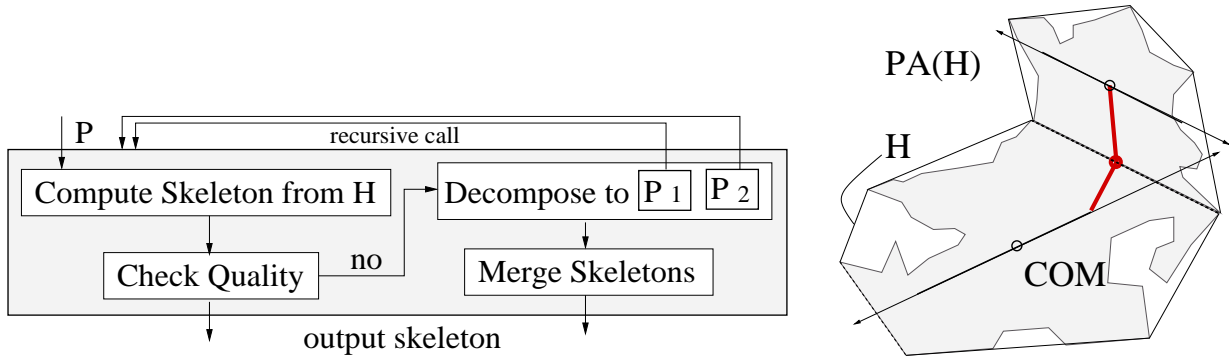 P
recursive call
Compute Skeleton from H
Decompose to P 1 P 2
Check Quality
no
Merge Skeletons
output skeleton
PA(H)
H
COM